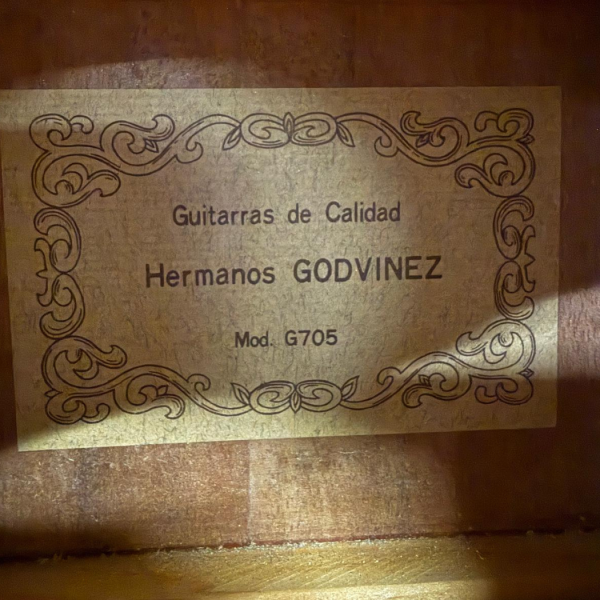 Guitarras de Calidad
Hermanos GODVINEZ
Mod. G705